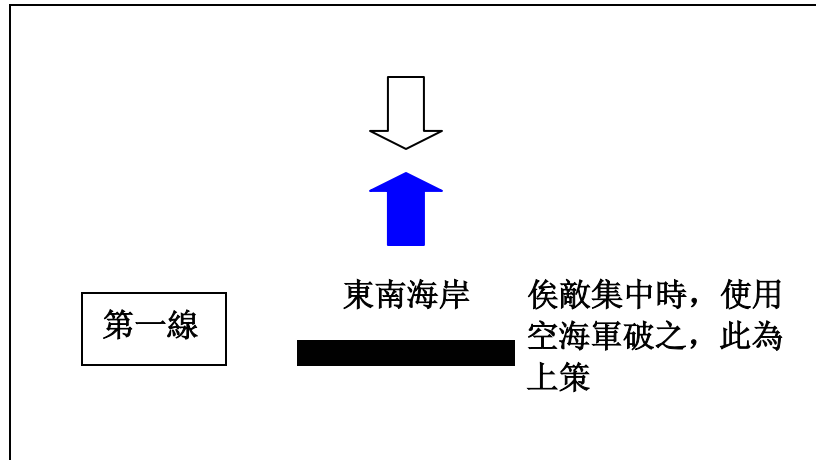 東南海岸
第一線
俟敵集中時，使用
空海軍破之，此為
上策